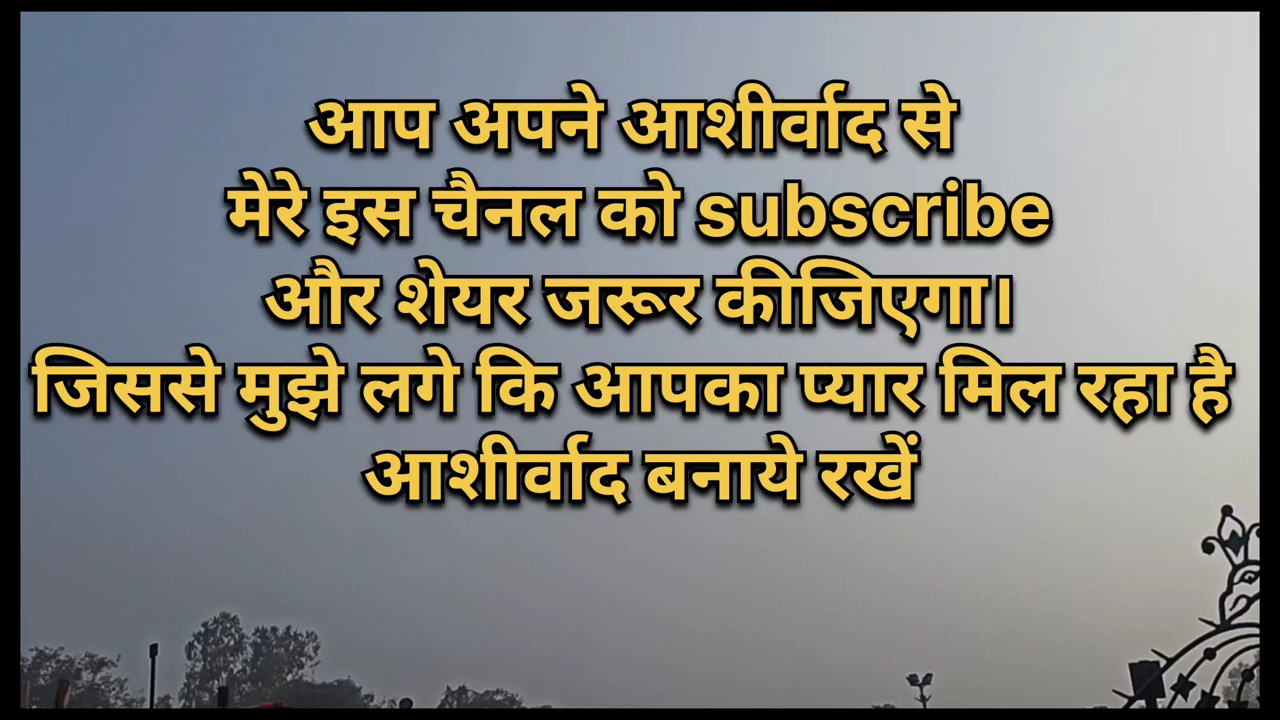 आप अपने आशीर्वाद से
मेरे इस चैनल को subscribe
और शेयर जरूर कीजिएगा।
जिससे मुझे लगे कि आपका प्यार मिल रहा है
आशीर्वाद बनाये रखें